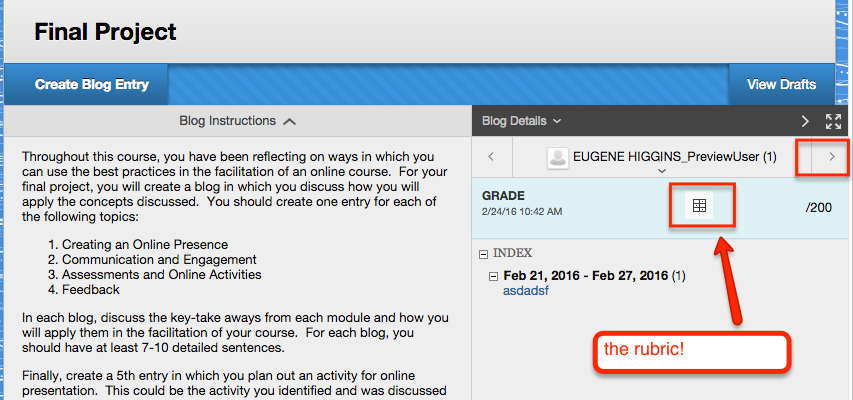 Final Project
Create Blog Entry
View Drafts
Blog Instructions
Blog Details
EUGENE HIGGINS_PreviewUser (1)
Throughout this course, you have been reflecting on ways in which you
can use the best practices in the facilitation of an online course.  For your
final project, you will create a blog in which you discuss how you will
apply the concepts discussed.  You should create one entry for each of
the following topics:
1. Creating an Online Presence
2. Communication and Engagement
3. Assessments and Online Activities
4. Feedback
In each blog, discuss the key-take aways from each module and how you
will apply them in the facilitation of your course.  For each blog, you
should have at least 7-10 detailed sentences.
Finally, create a 5th entry in which you plan out an activity for online
presentation.  This could be the activity you identified and was discussed
GRADE
2/24/16 10:42 AM
/200
INDEX
Feb 21, 2016 - Feb 27, 2016 (1)
asdadsf
the rubric!